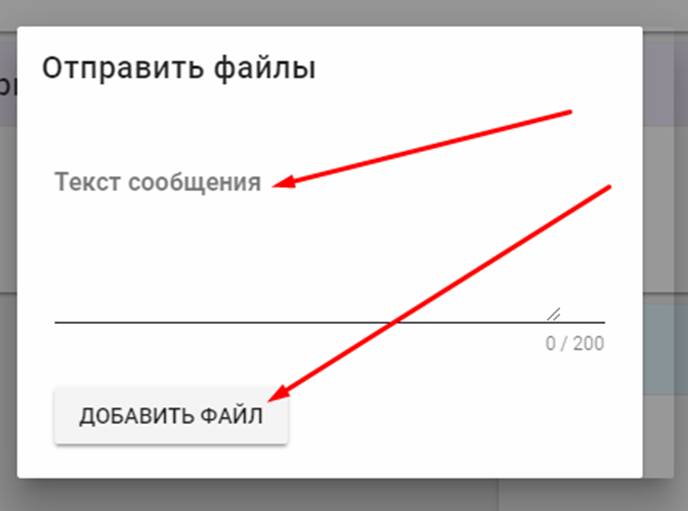 Отправить файлы
Текст сообщения
0 / 200
ДОБАВИТЬ ФАЙЛ